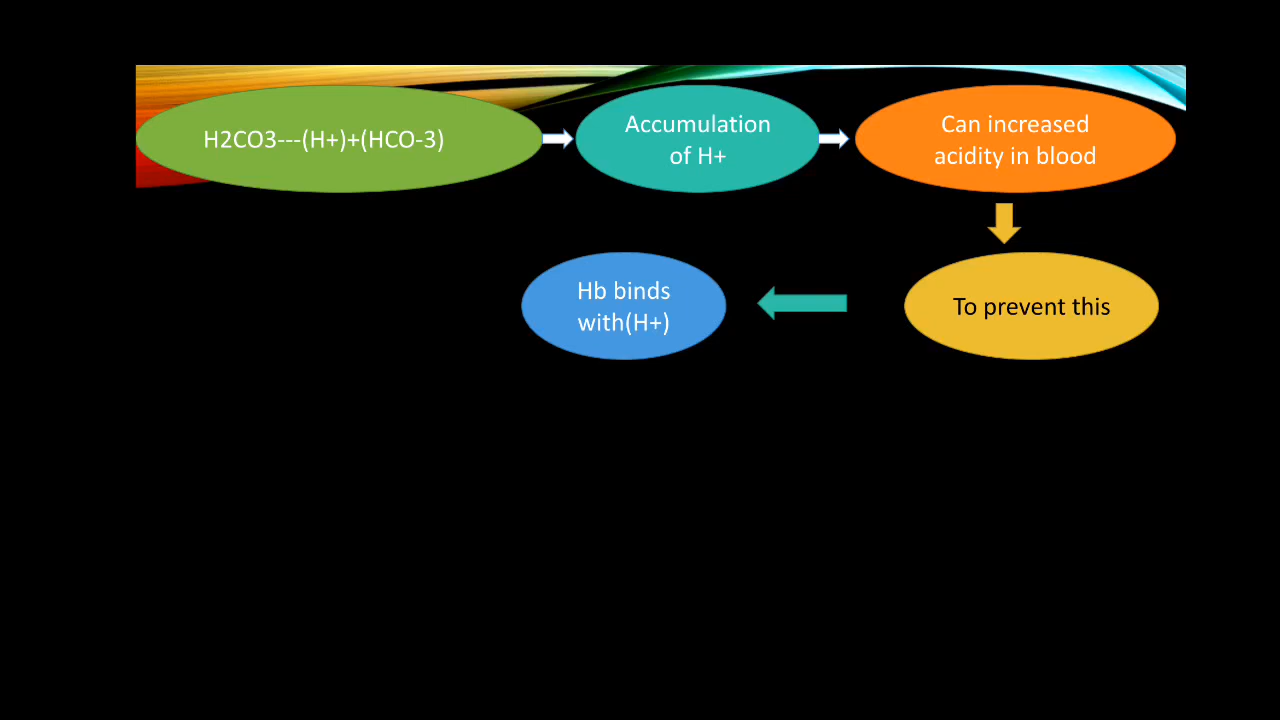 H2CO3---(H+)+(HCO-3)
Accumulation
of H+
Can increased
acidity in blood
To prevent this
Hb binds
with(H+)